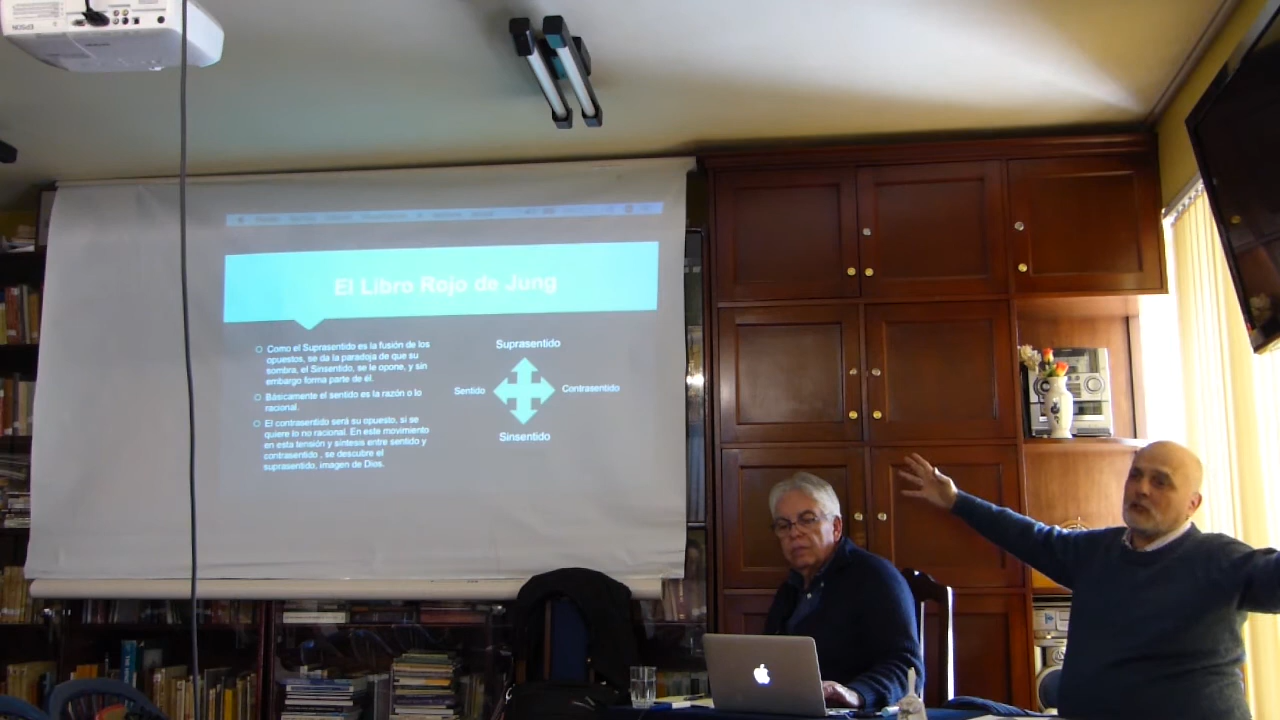 EPSON
El Libro Rojo de Jung
Como el Suprasentido es la fusión de los
opuestos, se da la paradoja de que su
sombra, el Sinsentido, se le opone, y sin
embargo forma parte de él.
Básicamente el sentido es la razón o lo
racional.
El contrasentido será su opuesto, si se
quiere lo no racional. En este movimiento
en esta tensión y síntesis entre sentido y
contrasentido , se descubre el
suprasentido, imagen de Dios.
Suprasentido
Sentido
Contrasentido
Sinsentido